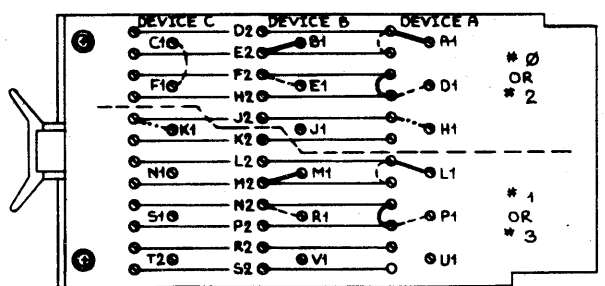 DEVICE C DEVICE B DEVICE A
D2
C1 B1 A1
E2
# Ø
F2
OR
F1 E1 D1
# 2
H2
J2
K1 J1 H1
K2
L2
N1 M1 L1
M2
# 1
N2
OR
S1 R1 P1
P2
# 3
R2
T2 V1 U1
S2